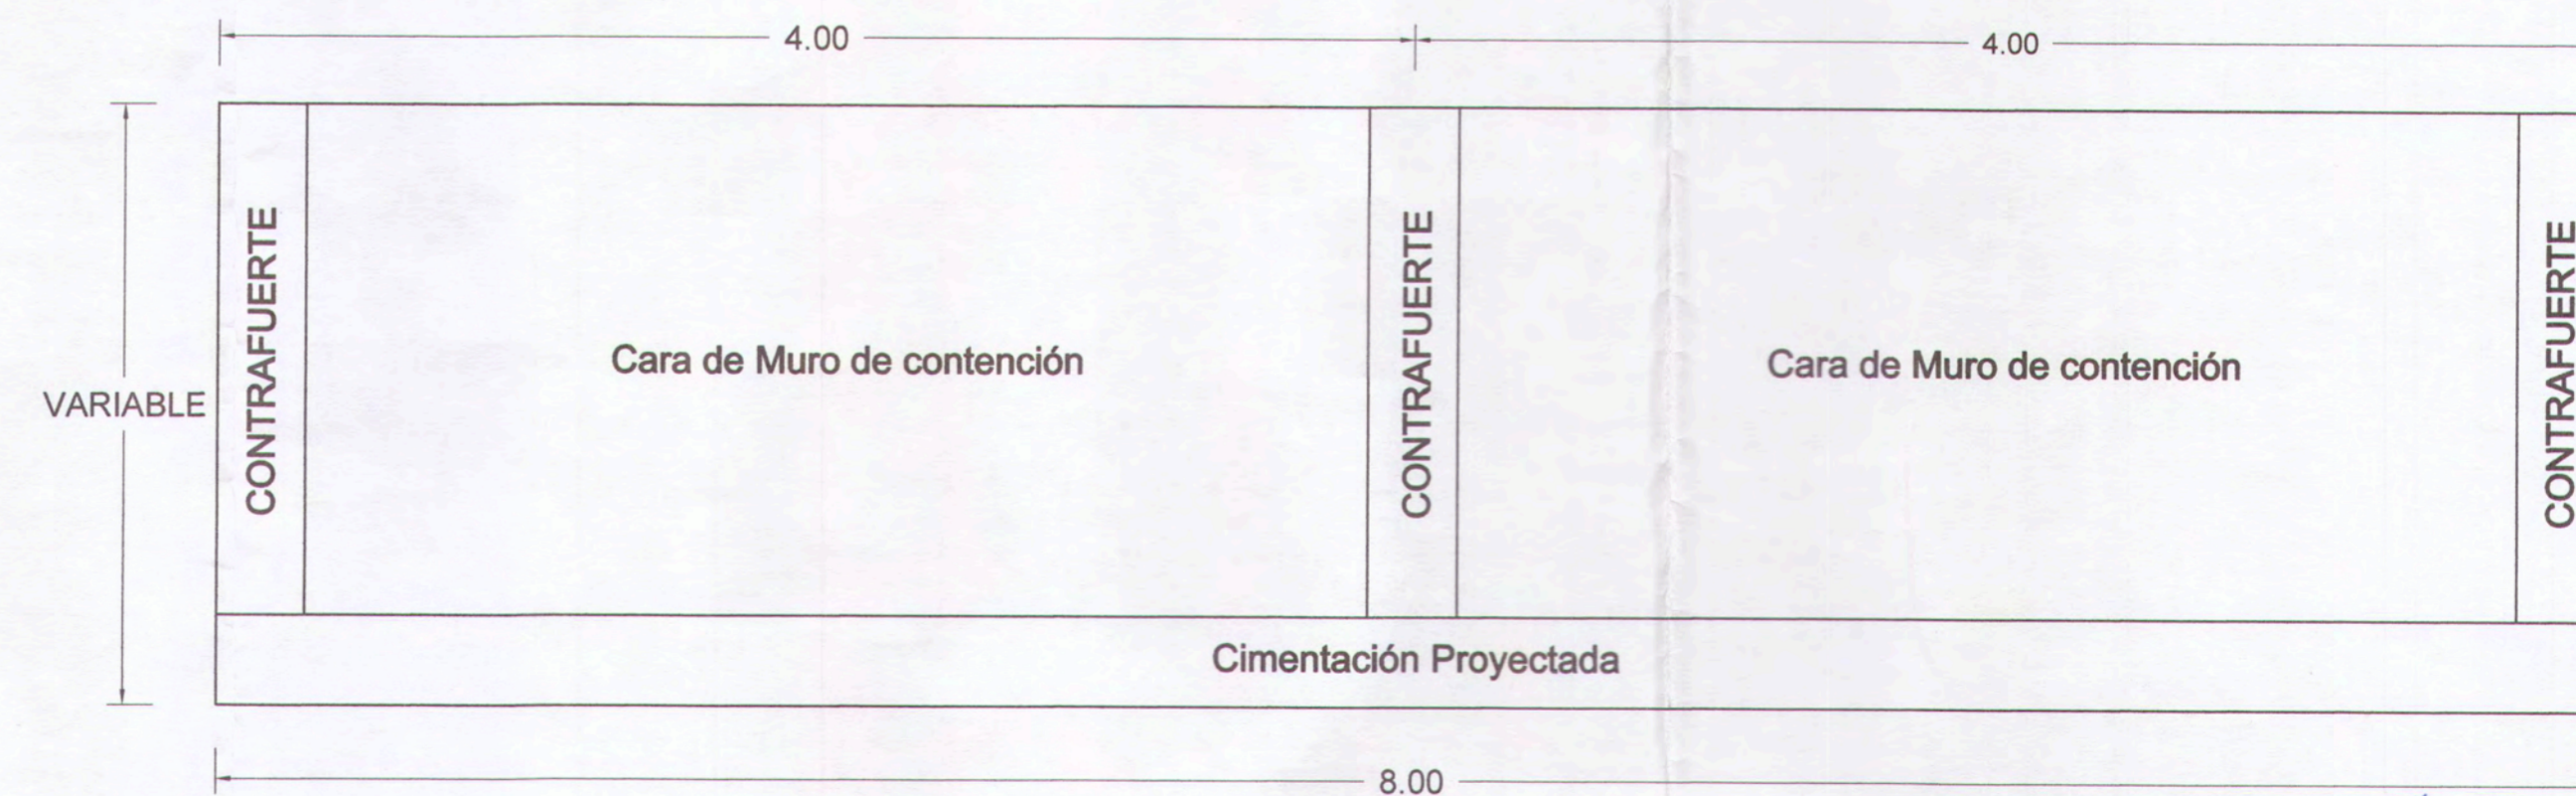 4.00
4.00
CONTRAFUERTE
CONTRAFUERTE
CONTRAFUERTE
Cara de Muro de contención
Cara de Muro de contención
VARIABLE
Cimentación Proyectada
8.00